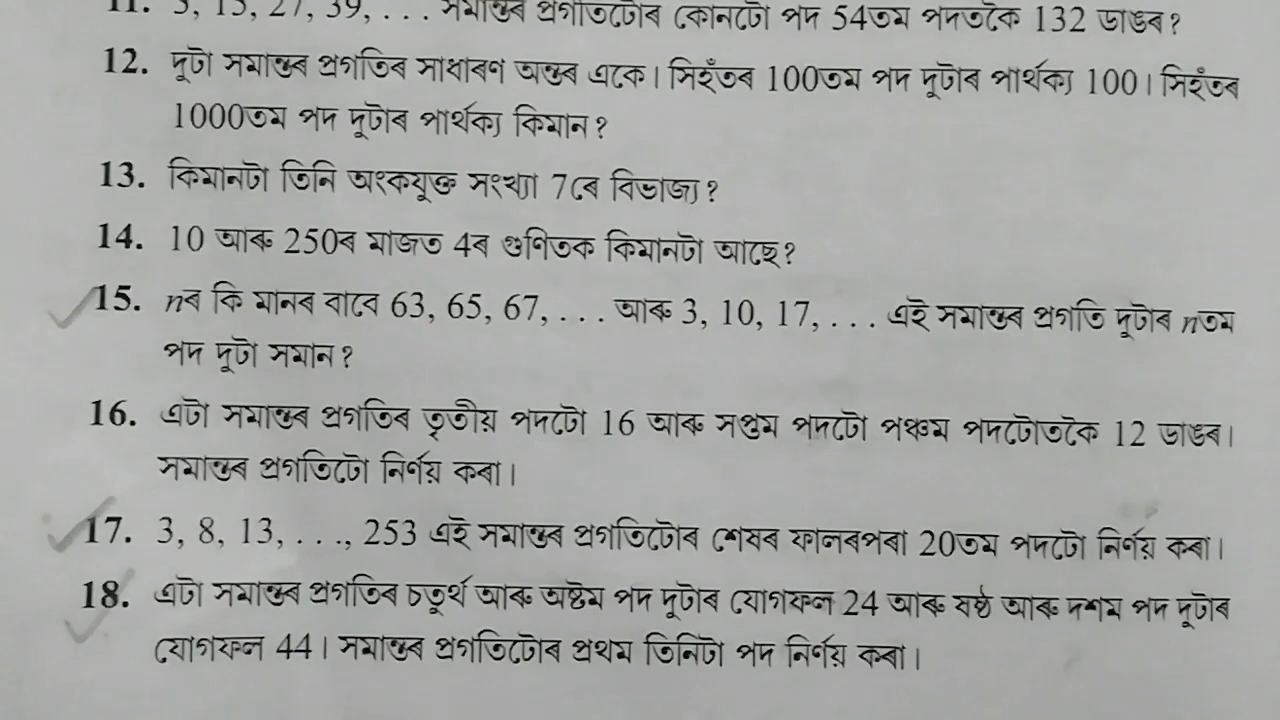 11. 3, 15, 27, 39, . . . সমান্তৰ প্ৰগতিটোৰ কোনটো পদ 54তম পদতকৈ 132 ডাঙৰ?
12. দুটা সমান্তৰ প্ৰগতিৰ সাধাৰণ অন্তৰ একে। সিহঁতৰ 100তম পদ দুটাৰ পাৰ্থক্য 100। সিহঁতৰ
1000তম পদ দুটাৰ পাৰ্থক্য কিমান?
13. কিমানটা তিনি অংকযুক্ত সংখ্যা 7ৰে বিভাজ্য?
14. 10 আৰু 250ৰ মাজত 4ৰ গুণিতক কিমানটা আছে?
15. nৰ কি মানৰ বাবে 63, 65, 67, . . . আৰু 3, 10, 17, . . . এই সমান্তৰ প্ৰগতি দুটাৰ nতম
পদ দুটা সমান?
16. এটা সমান্তৰ প্ৰগতিৰ তৃতীয় পদটো 16 আৰু সপ্তম পদটো পঞ্চম পদটোতকৈ 12 ডাঙৰ।
সমান্তৰ প্ৰগতিটো নিৰ্ণয় কৰা।
17. 3, 8, 13, . . ., 253 এই সমান্তৰ প্ৰগতিটোৰ শেষৰ ফালৰপৰা 20তম পদটো নিৰ্ণয় কৰা।
18. এটা সমান্তৰ প্ৰগতিৰ চতুৰ্থ আৰু অষ্টম পদ দুটাৰ যোগফল 24 আৰু ষষ্ঠ আৰু দশম পদ দুটাৰ
যোগফল 44। সমান্তৰ প্ৰগতিটোৰ প্ৰথম তিনিটা পদ নিৰ্ণয় কৰা।